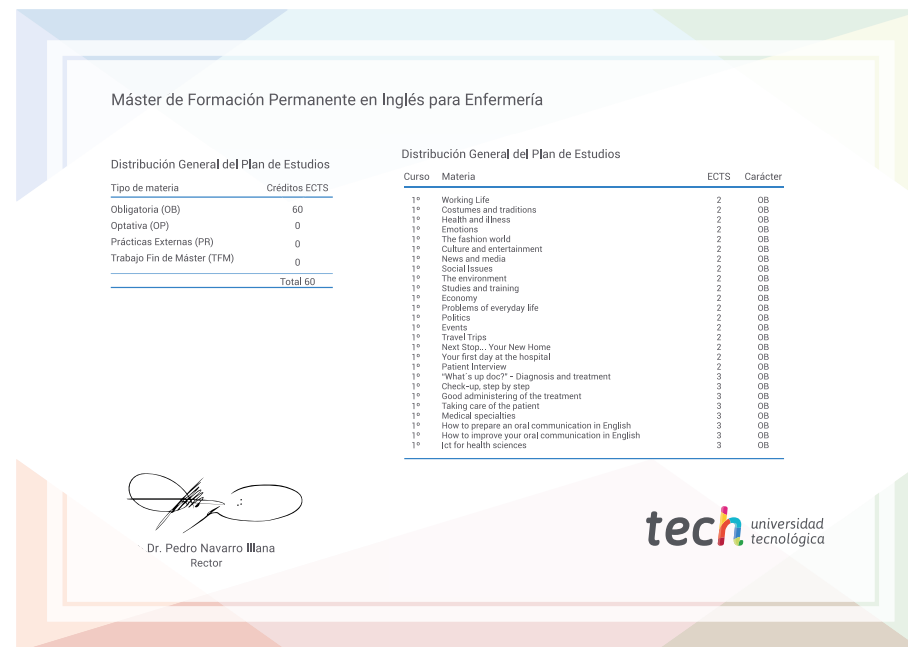 Máster de Formación Permanente en Inglés para Enfermería
Distribución General del Plan de Estudios
Tipo de materia Créditos ECTS
Obligatoria (OB) 60
Optativa (OP) 0
Prácticas Externas (PR) 0
Trabajo Fin de Máster (TFM) 0
Total 60
Distribución General del Plan de Estudios
Curso Materia ECTS Carácter
1º Working Life 2 OB
1º Costumes and traditions 2 OB
1º Health and illness 2 OB
1º Emotions 2 OB
1º The fashion world 2 OB
1º Culture and entertainment 2 OB
1º News and media 2 OB
1º Social Issues 2 OB
1º The environment 2 OB
1º Studies and training 2 OB
1º Economy 2 OB
1º Problems of everyday life 2 OB
1º Politics 2 OB
1º Events 2 OB
1º Travel Trips 2 OB
1º Next Stop... Your New Home 2 OB
1º Your first day at the hospital 2 OB
1º Patient Interview 2 OB
1º "What´s up doc?" - Diagnosis and treatment 3 OB
1º Check-up, step by step 3 OB
1º Good administering of the treatment 3 OB
1º Taking care of the patient 3 OB
1º Medical specialties 3 OB
1º How to prepare an oral communication in English 3 OB
1º How to improve your oral communication in English 3 OB
1º Ict for health sciences 3 OB
Dr. Pedro Navarro Illana
Rector
tech universidad
tecnológica